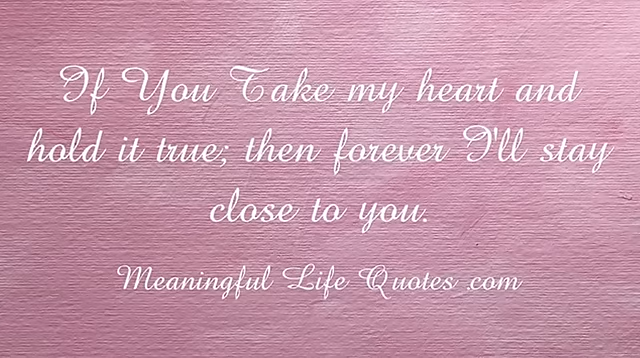 If You Take my heart and
hold it true; then forever I'll stay
close to you.
Meaningful Life Quotes .com